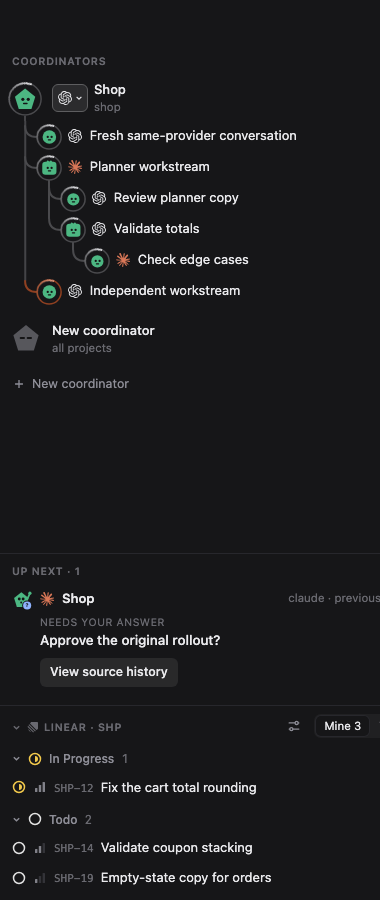 COORDINATORS
Shop
shop
Fresh same-provider conversation
Planner workstream
Review planner copy
Validate totals
Check edge cases
Independent workstream
New coordinator
all projects
+ New coordinator
UP NEXT · 1
Shop claude · previous
NEEDS YOUR ANSWER
Approve the original rollout?
View source history
LINEAR · SHP Mine 3
In Progress 1
SHP-12 Fix the cart total rounding
Todo 2
SHP-14 Validate coupon stacking
SHP-19 Empty-state copy for orders